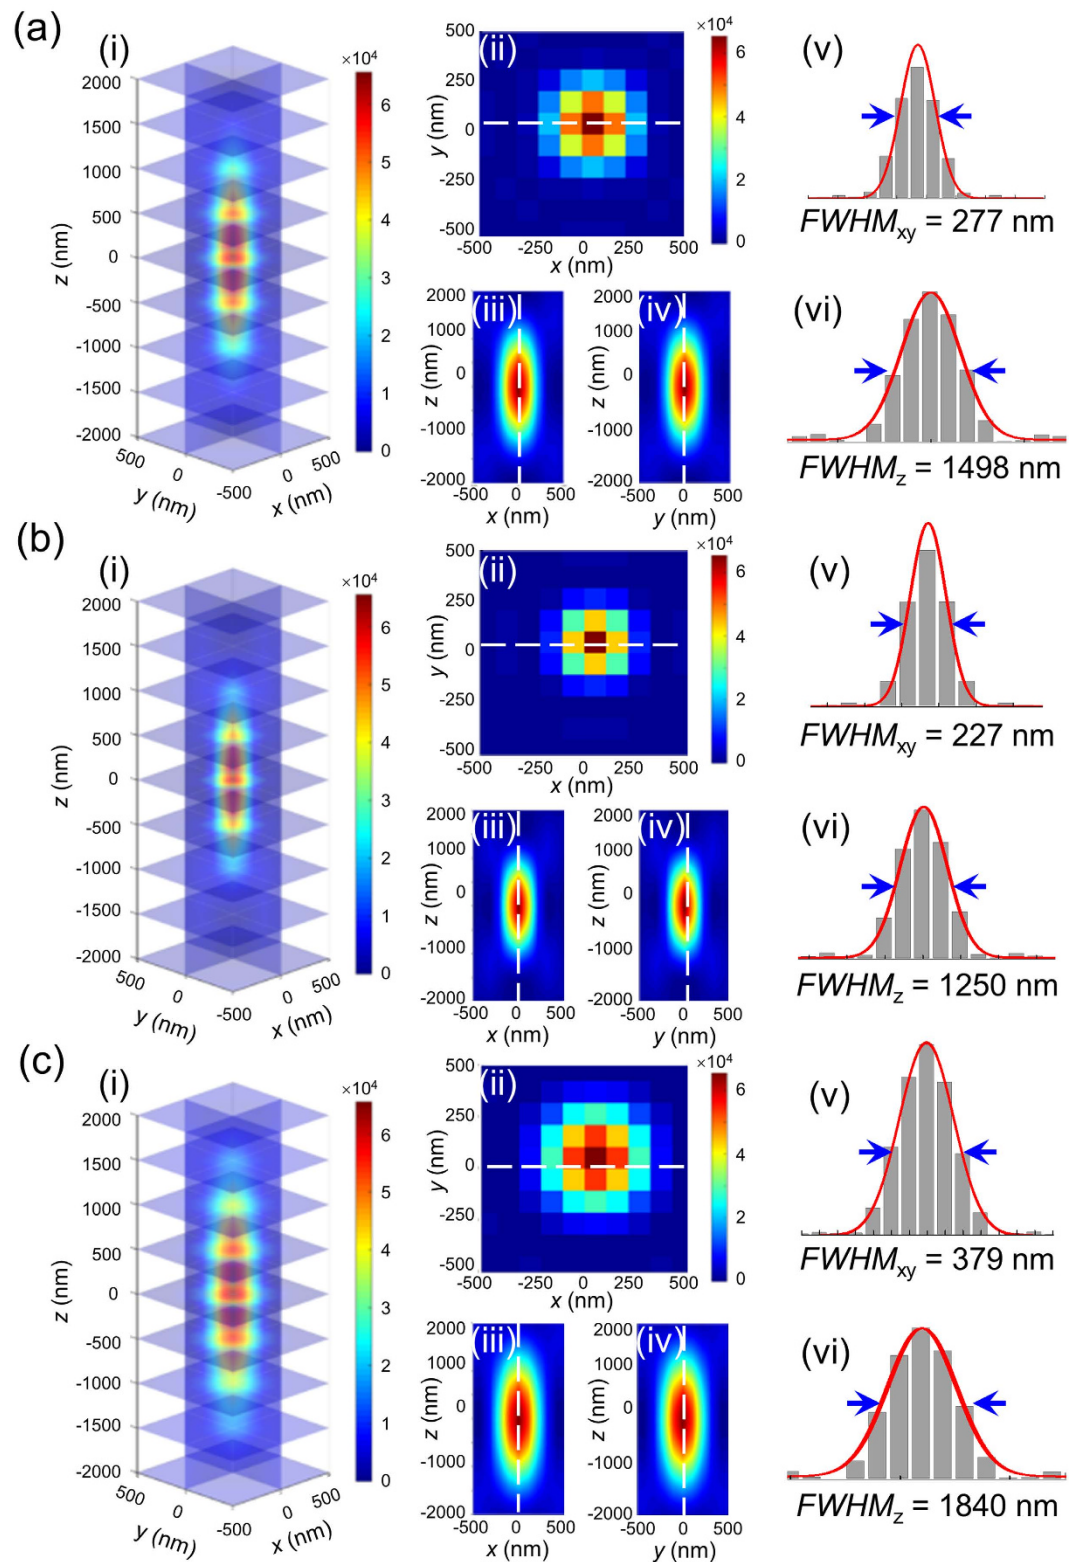 (a)
(i)
×10⁴
2000
1500
1000
500
0
-500
-1000
-1500
-2000
z (nm)
500
0
-500
y (nm)
0
500
x (nm)
6
5
4
3
2
1
0
(ii)
×10⁴
500
250
0
-250
-500
y (nm)
-500
-250
0
250
500
x (nm)
6
4
2
0
(iii)
2000
1000
0
-1000
-2000
z (nm)
-500 0 500
x (nm)
(iv)
2000
1000
0
-1000
-2000
z (nm)
-500 0 500
y (nm)
(v)
FWHMxy = 277 nm
(vi)
FWHMz = 1498 nm
(b)
(i)
×10⁴
2000
1500
1000
500
0
-500
-1000
-1500
-2000
z (nm)
500
0
-500
y (nm)
0
500
x (nm)
6
5
4
3
2
1
0
(ii)
×10⁴
500
250
0
-250
-500
y (nm)
-500
-250
0
250
500
x (nm)
6
4
2
0
(iii)
2000
1000
0
-1000
-2000
z (nm)
-500 0 500
x (nm)
(iv)
2000
1000
0
-1000
-2000
z (nm)
-500 0 500
y (nm)
(v)
FWHMxy = 227 nm
(vi)
FWHMz = 1250 nm
(c)
(i)
×10⁴
2000
1500
1000
500
0
-500
-1000
-1500
-2000
z (nm)
500
0
-500
y (nm)
0
500
x (nm)
6
5
4
3
2
1
0
(ii)
×10⁴
500
250
0
-250
-500
y (nm)
-500
-250
0
250
500
x (nm)
6
4
2
0
(iii)
2000
1000
0
-1000
-2000
z (nm)
-500 0 500
x (nm)
(iv)
2000
1000
0
-1000
-2000
z (nm)
-500 0 500
y (nm)
(v)
FWHMxy = 379 nm
(vi)
FWHMz = 1840 nm